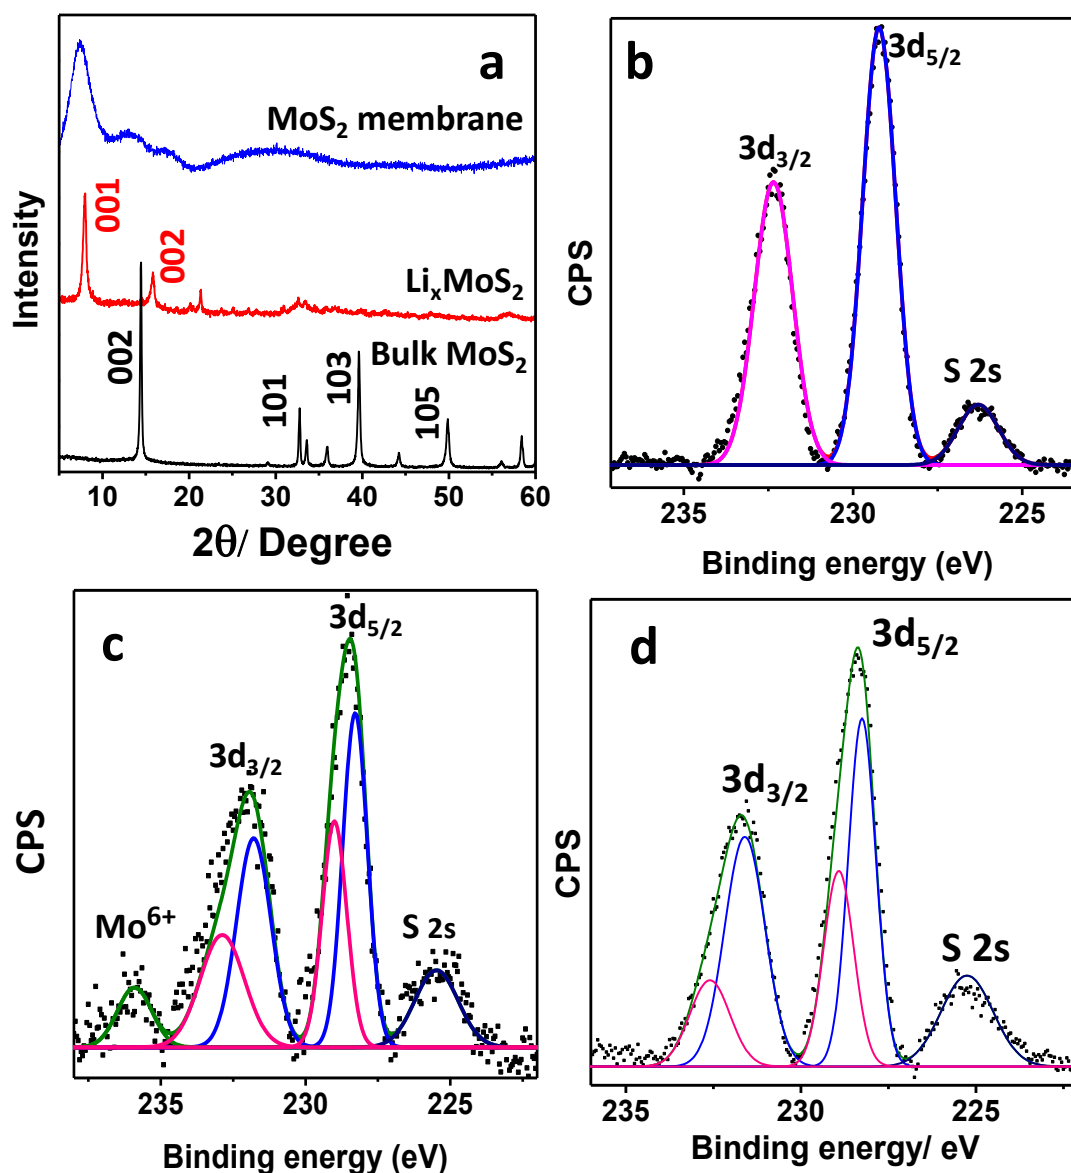 a
MoS₂ membrane
001
002
LiₓMoS₂
002
Bulk MoS₂
101
103
105
Intensity
10 20 30 40 50 60
2θ/ Degree
b
3d₅/₂
3d₃/₂
S 2s
CPS
235 230 225
Binding energy (eV)
c
3d₅/₂
3d₃/₂
Mo⁶⁺
S 2s
CPS
235 230 225
Binding energy (eV)
d
3d₅/₂
3d₃/₂
S 2s
CPS
235 230 225
Binding energy/ eV